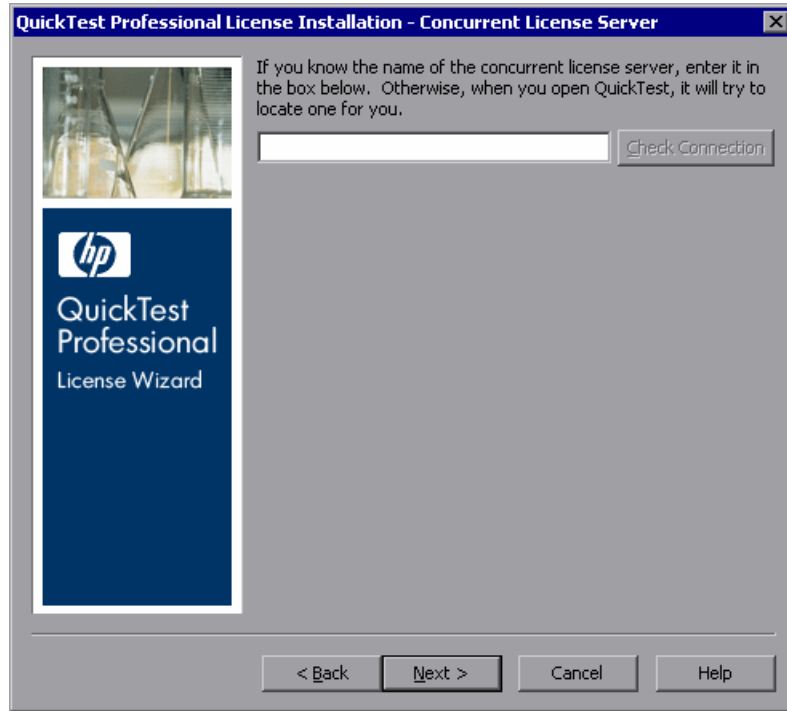 QuickTest Professional License Installation - Concurrent License Server
If you know the name of the concurrent license server, enter it in
the box below. Otherwise, when you open QuickTest, it will try to
locate one for you.
Check Connection
hp
QuickTest
Professional
License Wizard
< Back
Next >
Cancel
Help